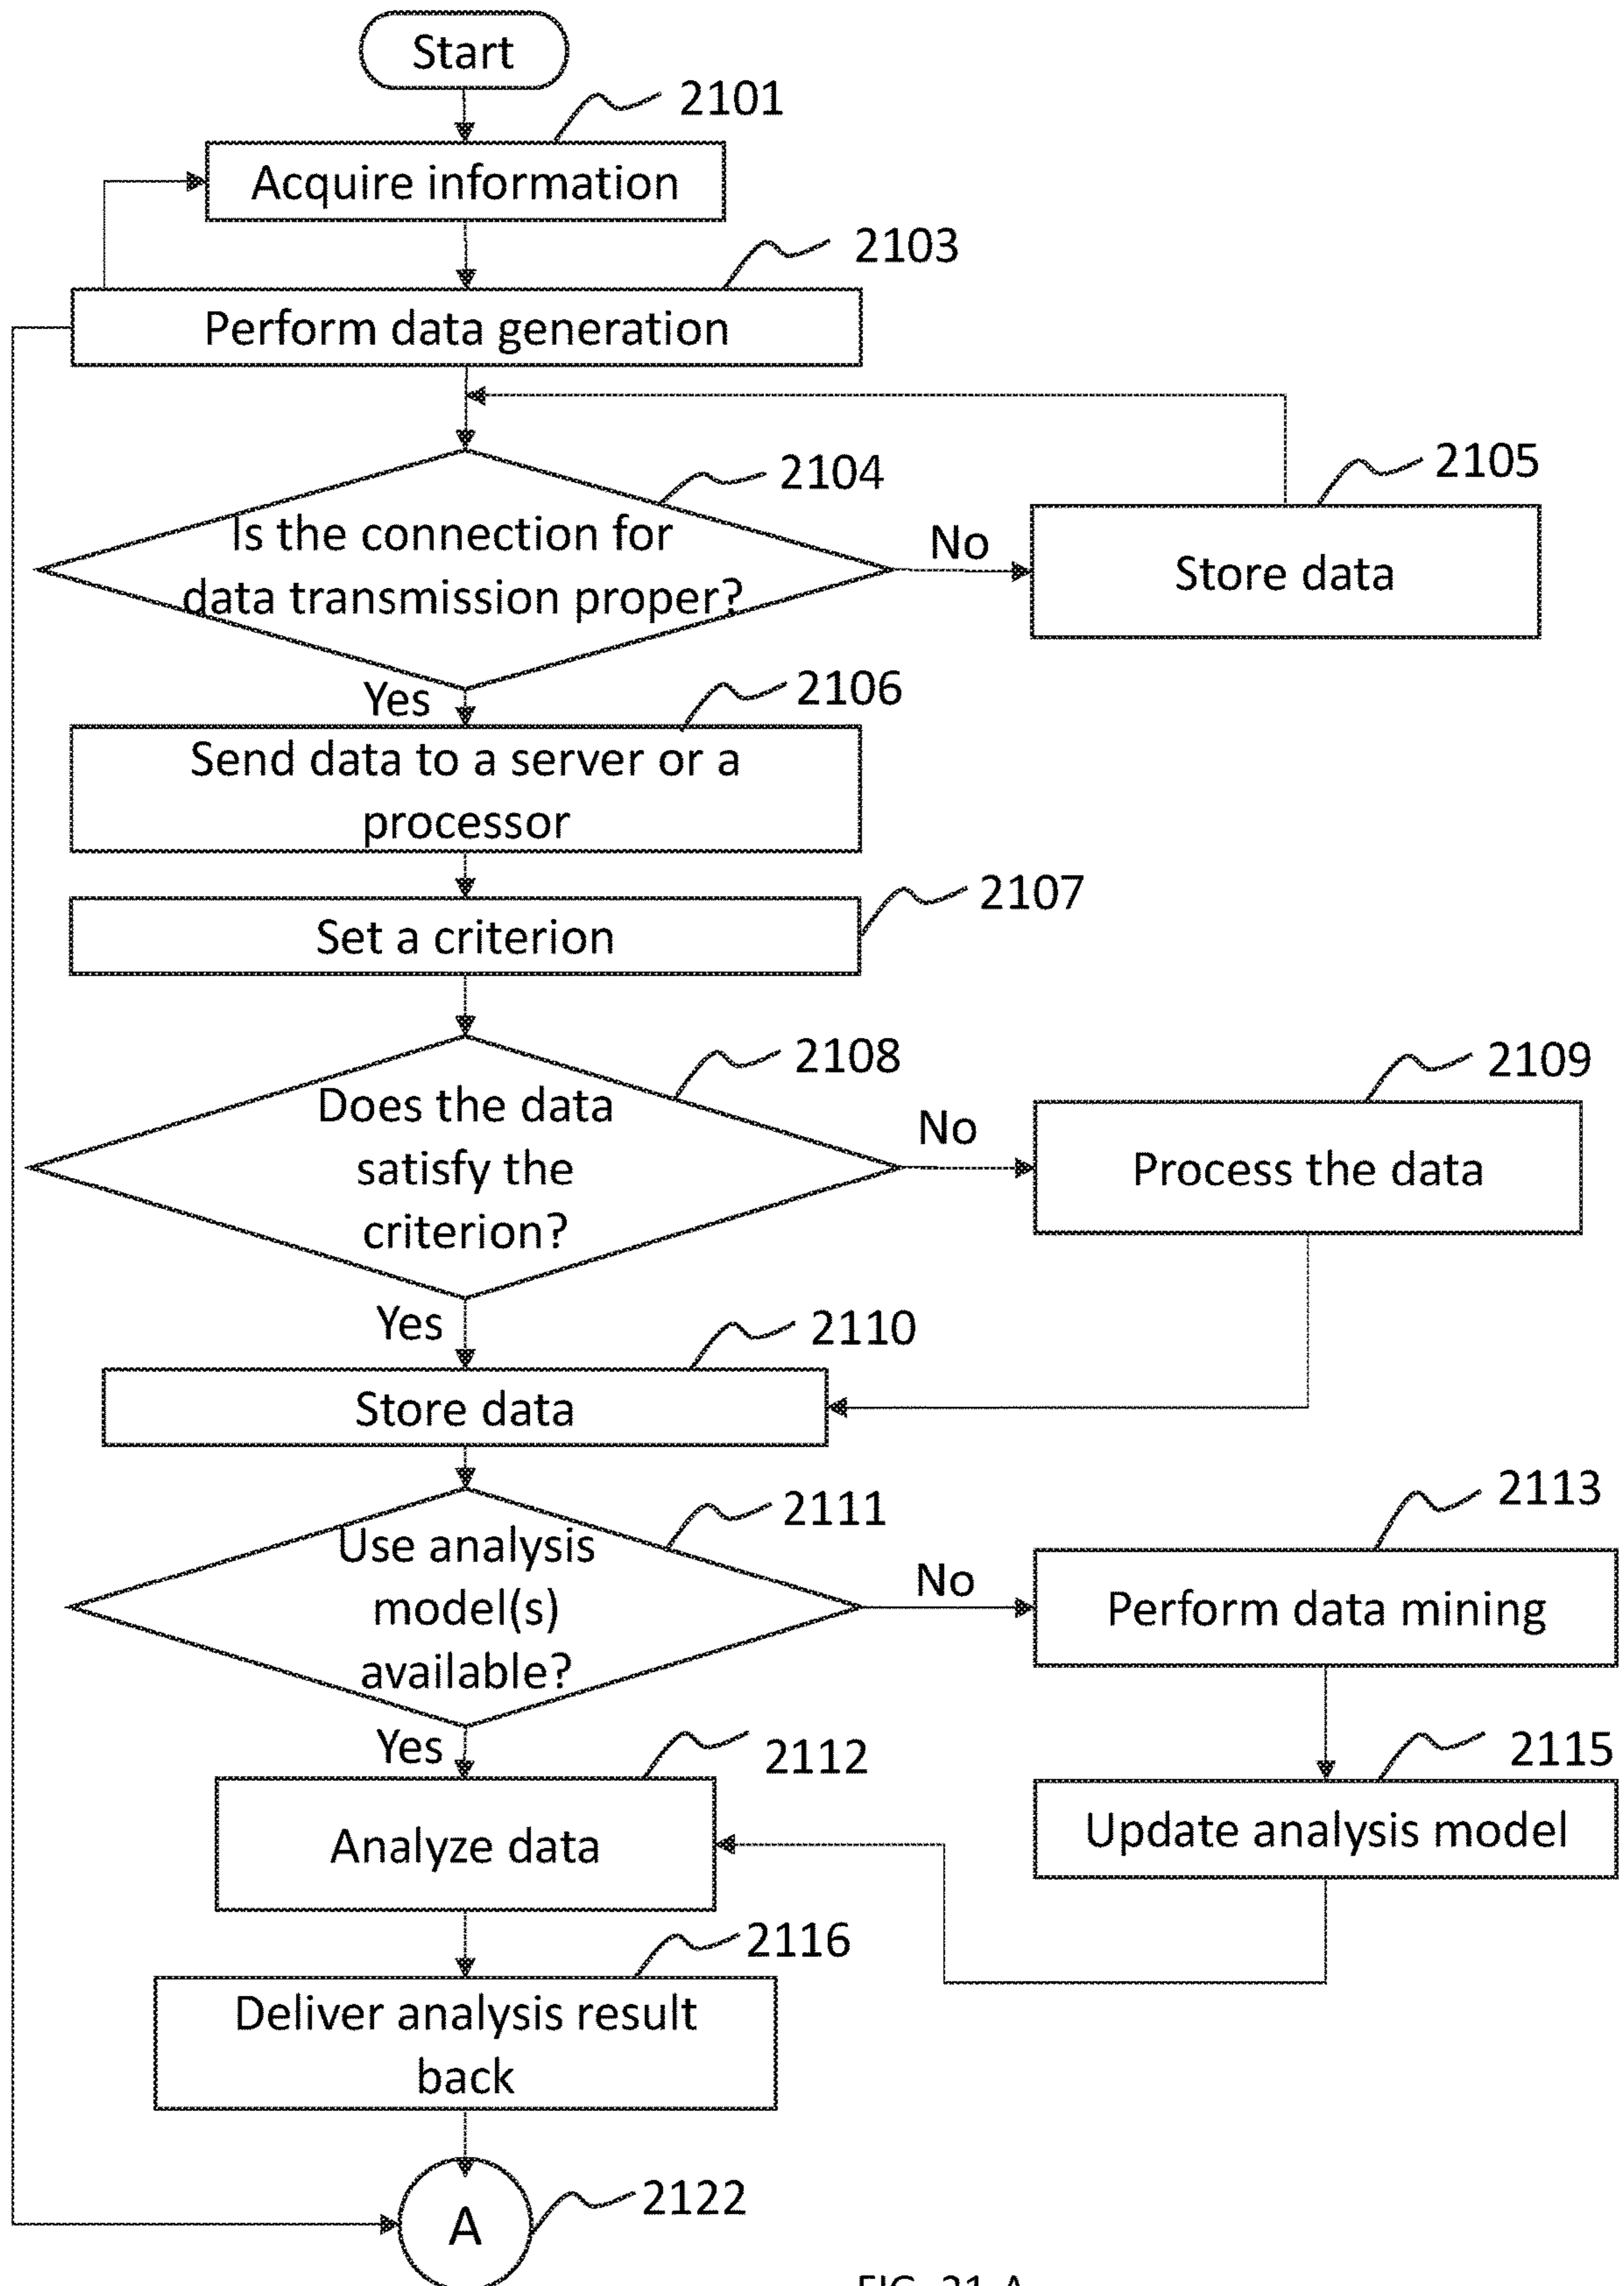 Start
2101
Acquire information
2103
Perform data generation
2104
Is the connection for
data transmission proper?
No
2105
Store data
Yes
2106
Send data to a server or a
processor
2107
Set a criterion
2108
Does the data
satisfy the
criterion?
No
2109
Process the data
Yes
2110
Store data
2111
Use analysis
model(s)
available?
No
2113
Perform data mining
Yes
2112
Analyze data
2115
Update analysis model
2116
Deliver analysis result
back
A
2122
FIG. 21-A